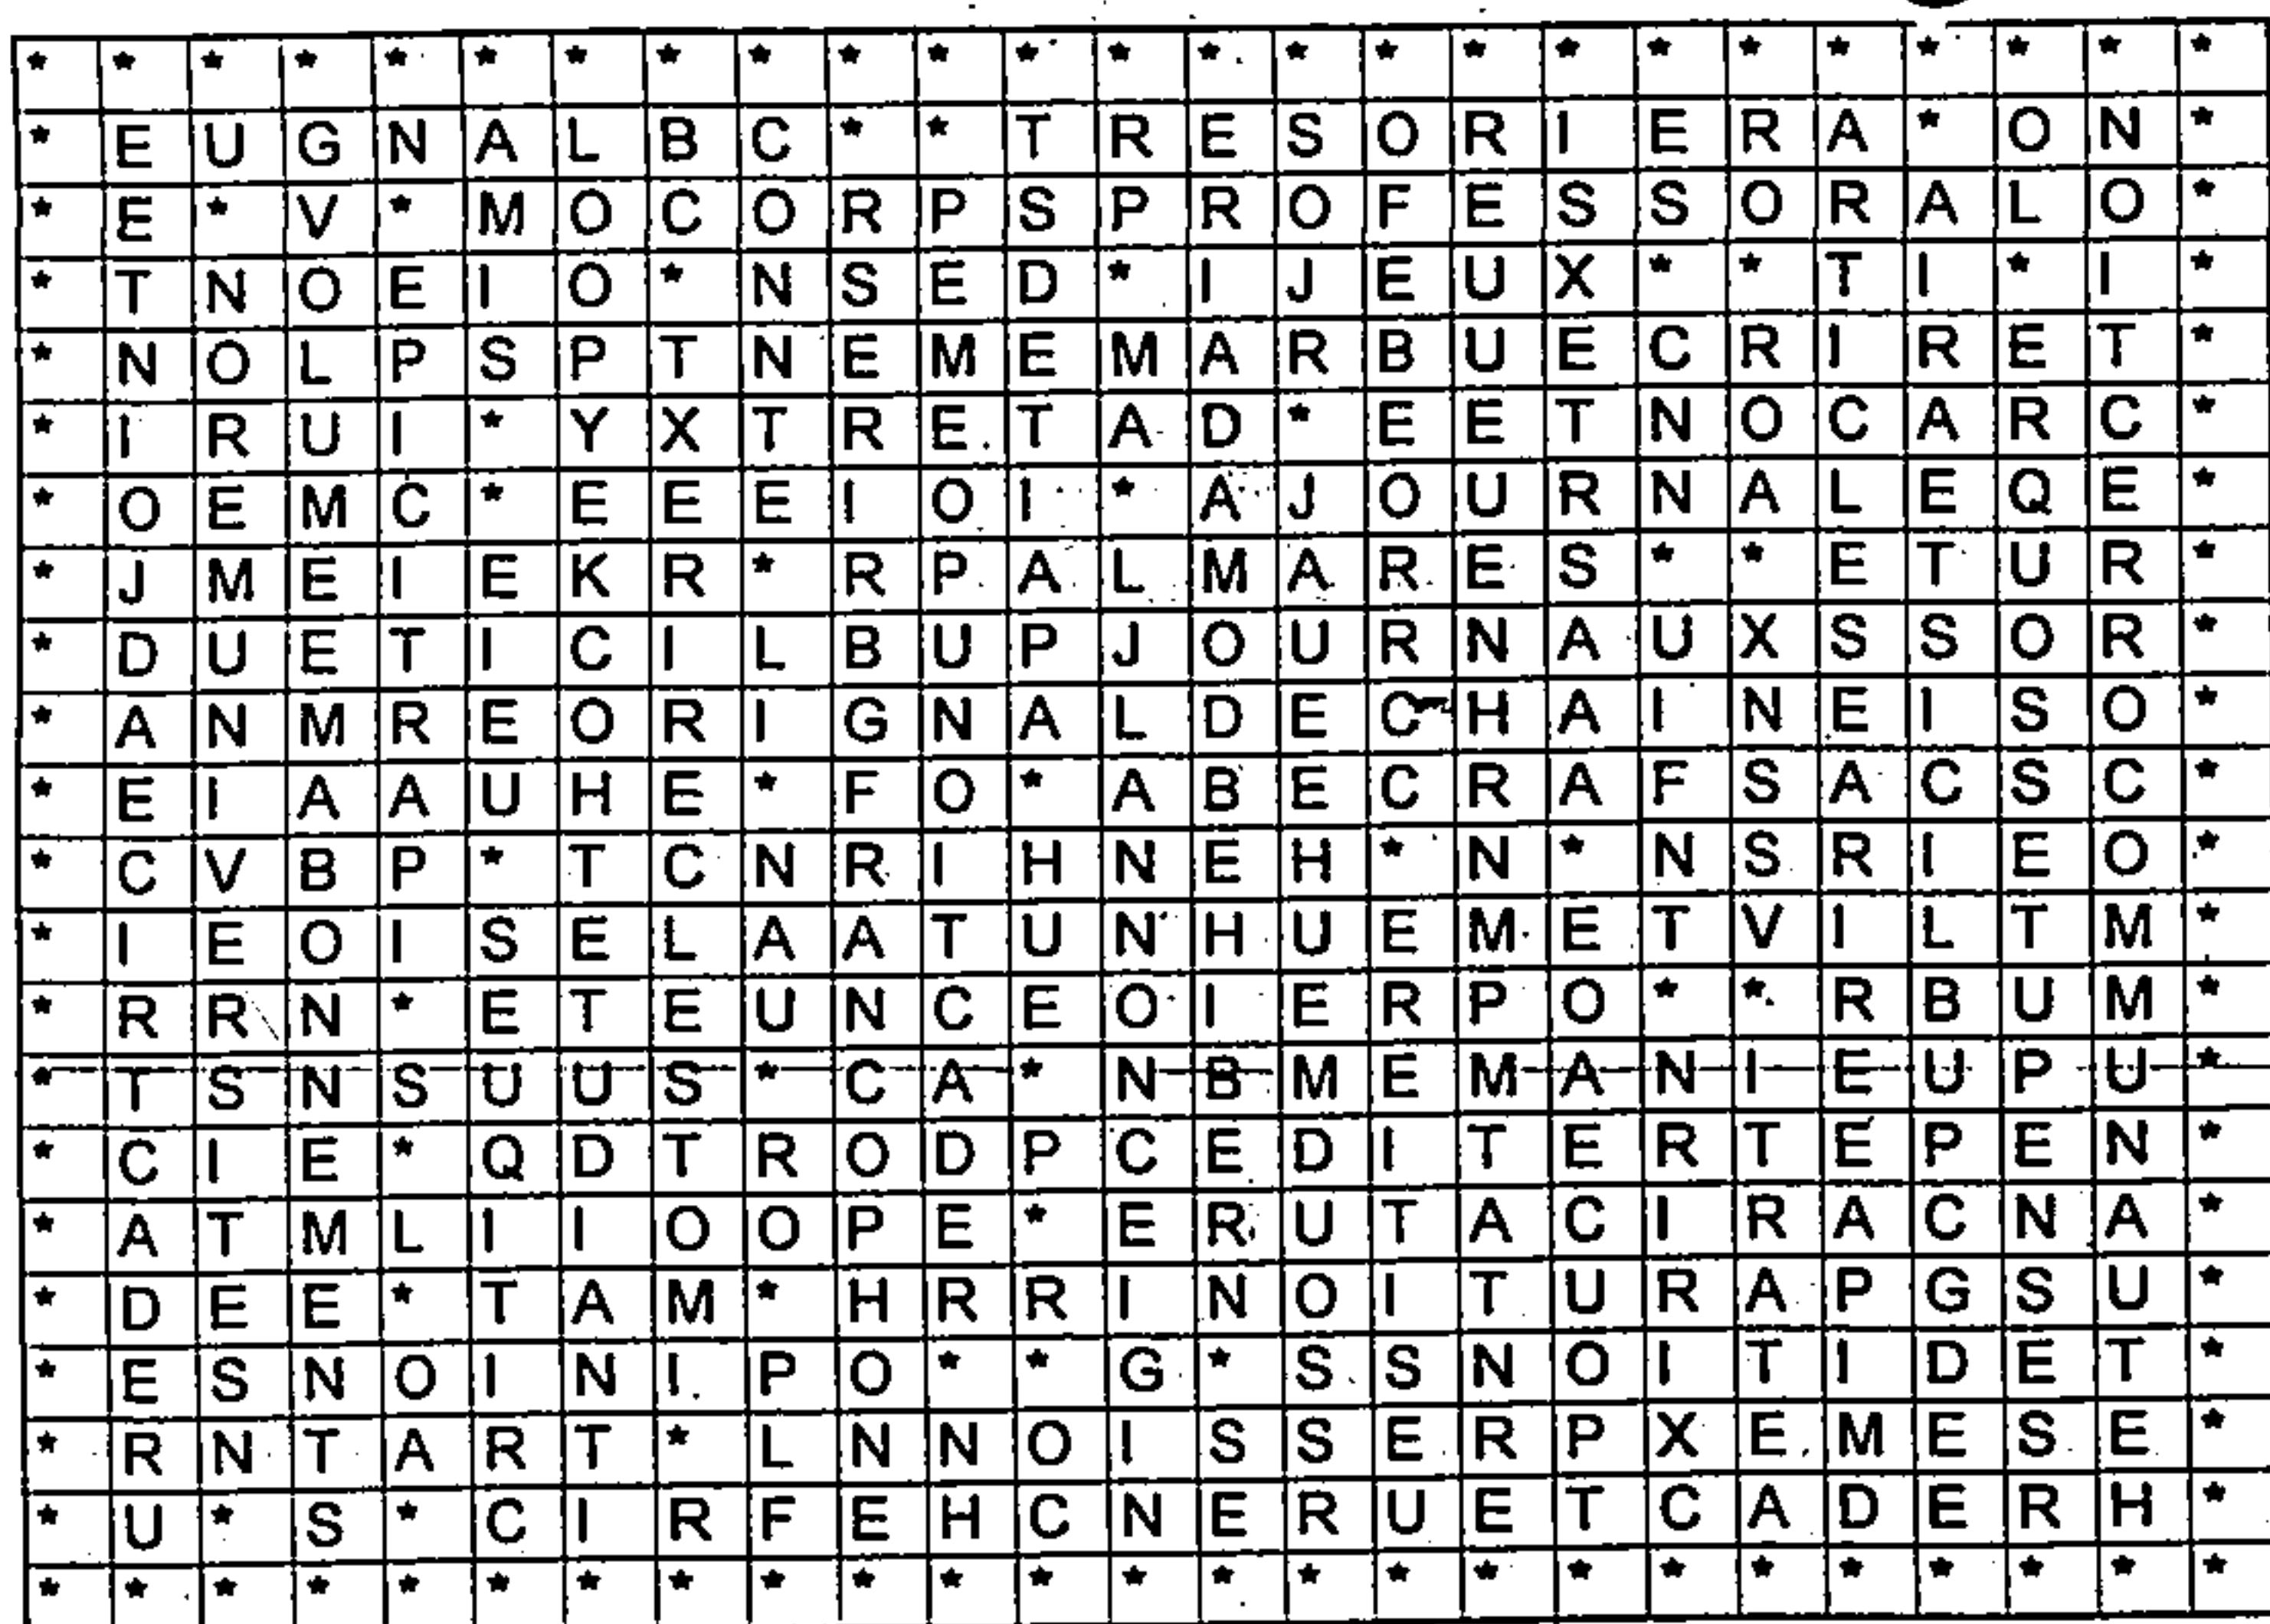 * * * * * * * * * * * * * * * * * * * * * * * * *
* E U G N A L B C * * T R E S O R I E R A * O N *
* E * V * M O C O R P S P R O F E S S O R A L O *
* T N O E I O * N S E D * I J E U X * * T I * I *
* N O L P S P T N E M E M A R B U E C R I R E T *
* I R U I * Y X T R E T A D * E E T N O C A R C *
* O E M C * E E E I O I * A J O U R N A L E Q E *
* J M E I E K R * R P A L M A R E S * * E T U R *
* D U E T I C I L B U P J O U R N A U X S S O R *
* A N M R E O R I G N A L D E C H A I N E I S O *
* E I A A U H E * F O * A B E C R A F S A C S C *
* C V B P * T C N R I H N E H * N * N S R I E O *
* I E O I S E L A A T U N H U E M E T V I L T M *
* R R N * E T E U N C E O I E R P O * * R B U M *
* T S N S U U S * C A * N B M E M A N I E U P U *
* C I E * Q D T R O D P C E D I T E R T E P E N *
* A T M L I I O O P E * E R U T A C I R A C N A *
* D E E * T A M * H R R I N O I T U R A P G S U *
* E S N O I N I P O * * G * S S N O I T I D E T *
* R N T A R T * L N N O I S S E R P X E M E S E *
* U * S * C I R F E H C N E R U E T C A D E R H *
* * * * * * * * * * * * * * * * * * * * * * * * *